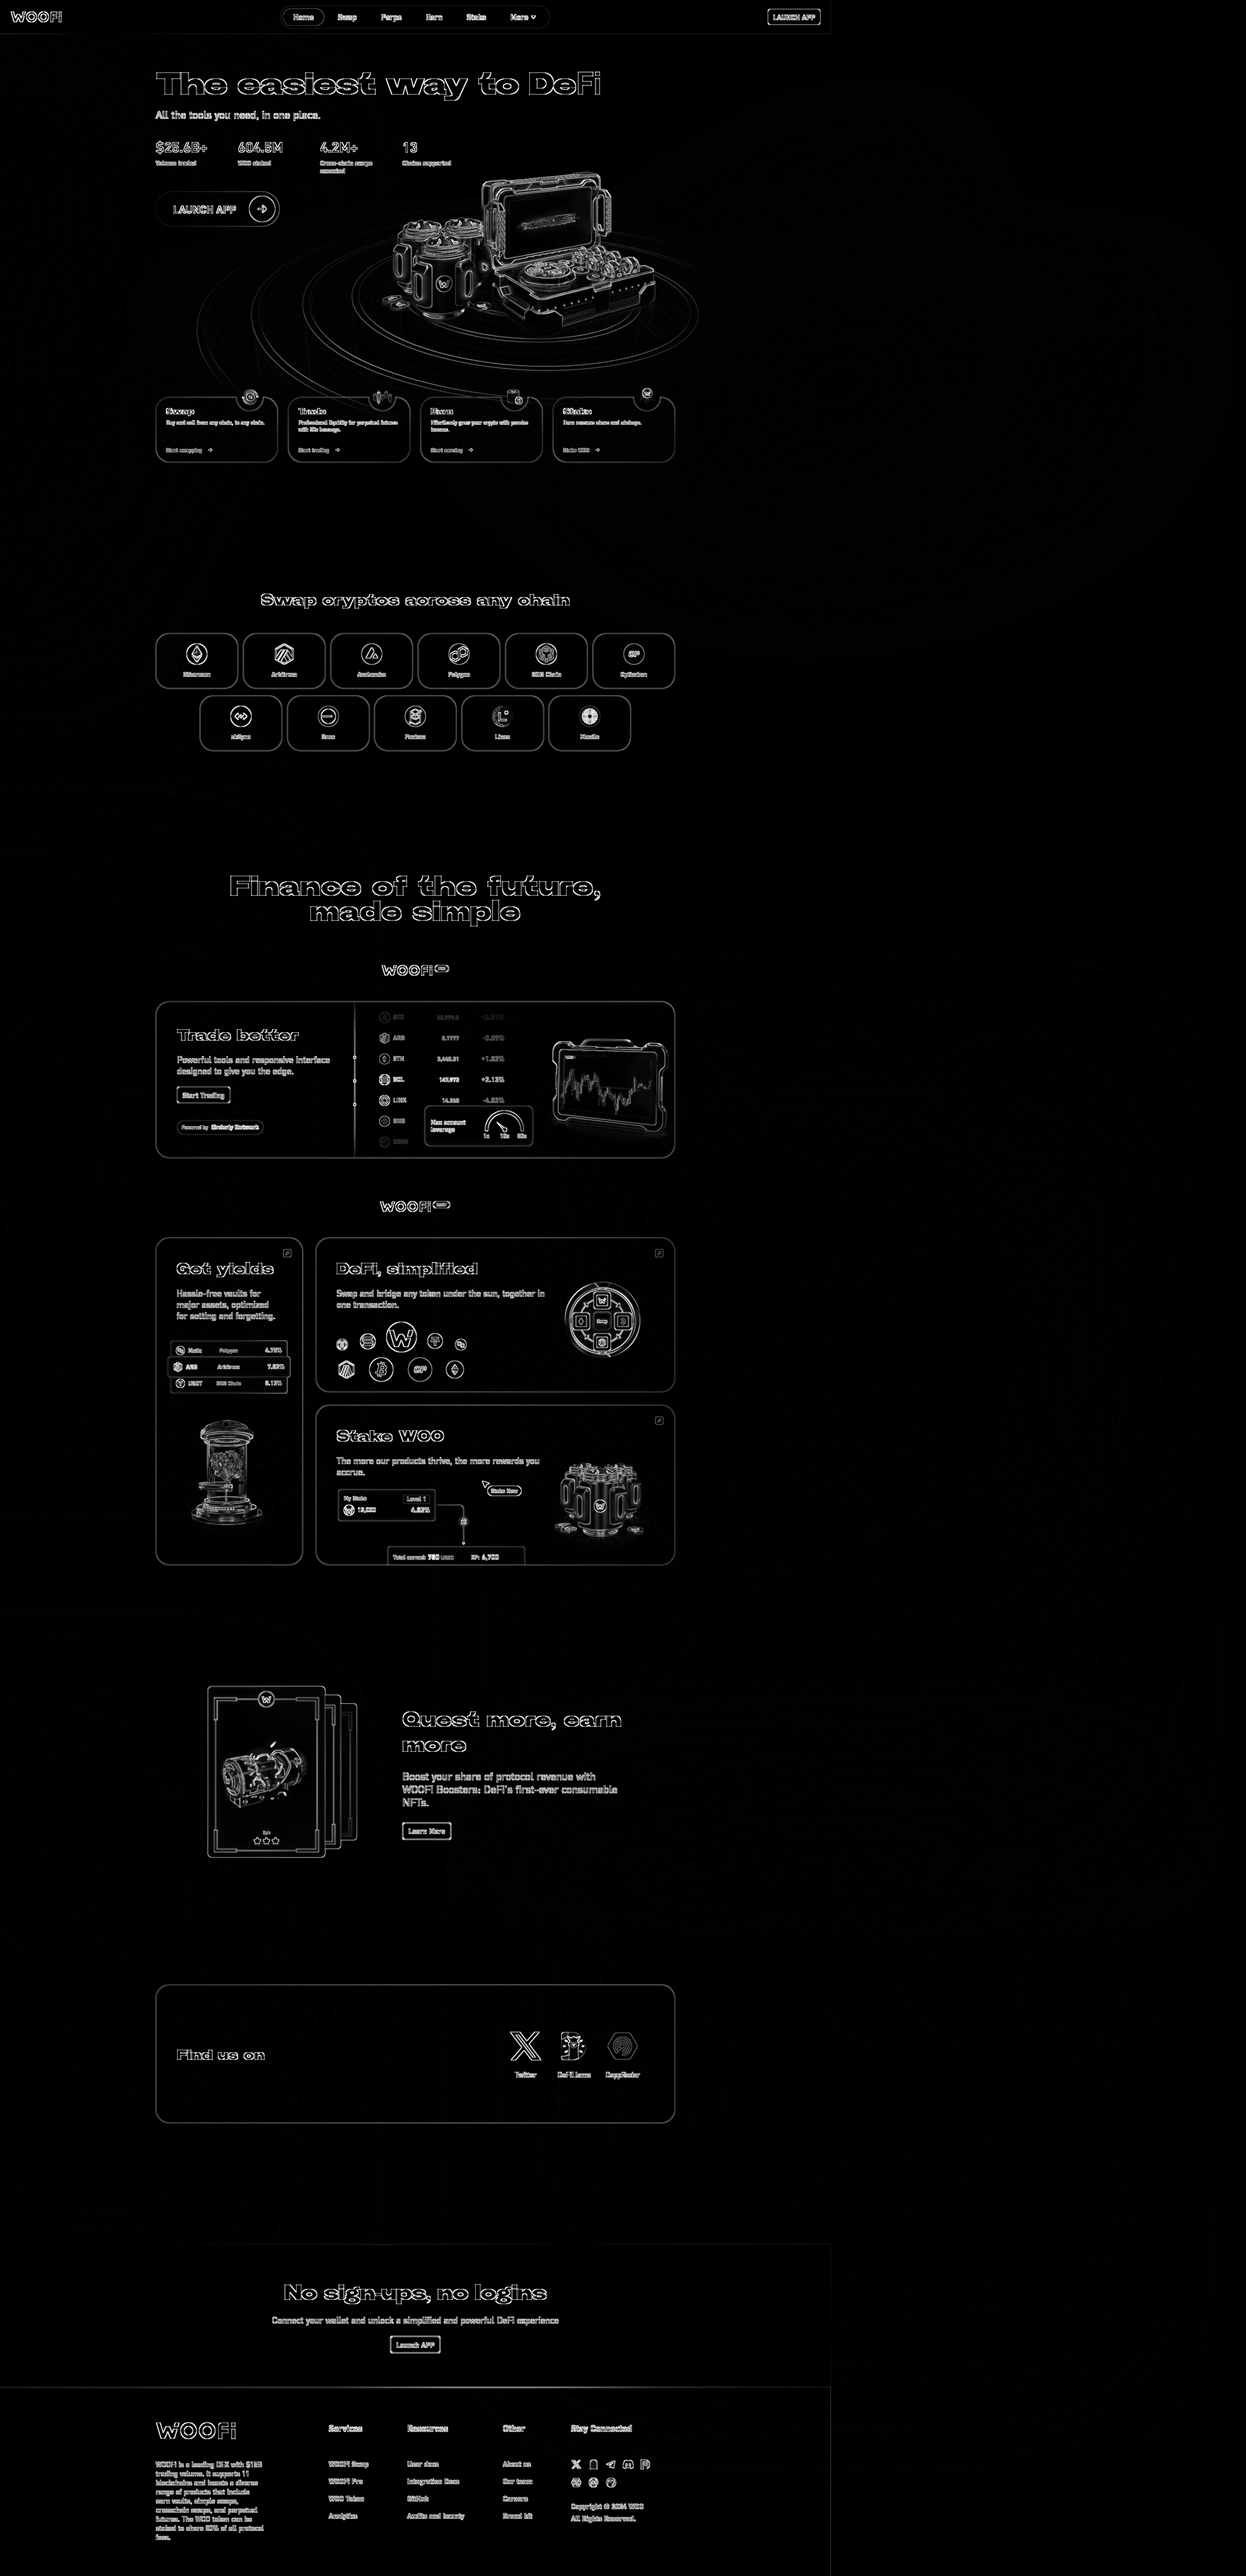 WOOFi
Home Swap Perps Earn Stake More
LAUNCH APP
The easiest way to DeFi
All the tools you need, in one place.
$25.6B+ 604.5M 4.2M+ 13
Volume traded WOO staked Cross-chain swaps Chains supported
executed
LAUNCH APP
Swap
Buy and sell from any chain, to any chain.
Start swapping
Trade
Professional liquidity for perpetual futures
with 50x leverage.
Start trading
Earn
Effortlessly grow your crypto with passive
income.
Start earning
Stake
Earn revenue share and airdrops.
Stake WOO
Swap cryptos across any chain
Ethereum Arbitrum Avalanche Polygon BNB Chain Optimism
zkSync Base Fantom Linea Mantle
Finance of the future,
made simple
WOOFi
Trade better
Powerful tools and responsive interface
designed to give you the edge.
Start Trading
Powered by Orderly Network
BTC
ARB 0.7777 -0.09%
ETH 2,448.31 +1.82%
SOL 147.972 +2.13%
LINK 14.268 -4.02%
BNB
DOGE
Max account
leverage
1x 10x 50x
WOOFi
Get yields
Hassle-free vaults for
major assets, optimized
for setting and forgetting.
Matic Polygon 4.75%
ARB Arbitrum 7.82%
USDT BNB Chain 8.12%
DeFi, simplified
Swap and bridge any token under the sun, together in
one transaction.
Swap
OP
Stake WOO
The more our products thrive, the more rewards you
accrue.
Stake Now
My Stake Level 1
12,000 4.82%
Total earned: 750 USDC XP: 6,700
Quest more, earn
more
Boost your share of protocol revenue with
WOOFi Boosters: DeFi's first-ever consumable
NFTs.
Learn More
Epic
Find us on
Twitter DeFiLlama DappRadar
No sign-ups, no logins
Connect your wallet and unlock a simplified and powerful DeFi experience
Launch APP
WOOFi
WOOFi is a leading DEX with
trading volume. It supports 11
blockchains and boasts a diverse
range of products that include
earn vaults, simple swaps,
crosschain swaps, and perpetual
futures. The WOO token can be
staked to share 80% of all protocol
fees.
Services
WOOFi Swap
WOOFi Pro
WOO Token
Analytics
Resources
User docs
Integration Docs
GitHub
Audits and bounty
Other
About us
Our team
Careers
Brand kit
Stay Connected
Copyright © 2024 WOO
All Rights Reserved.